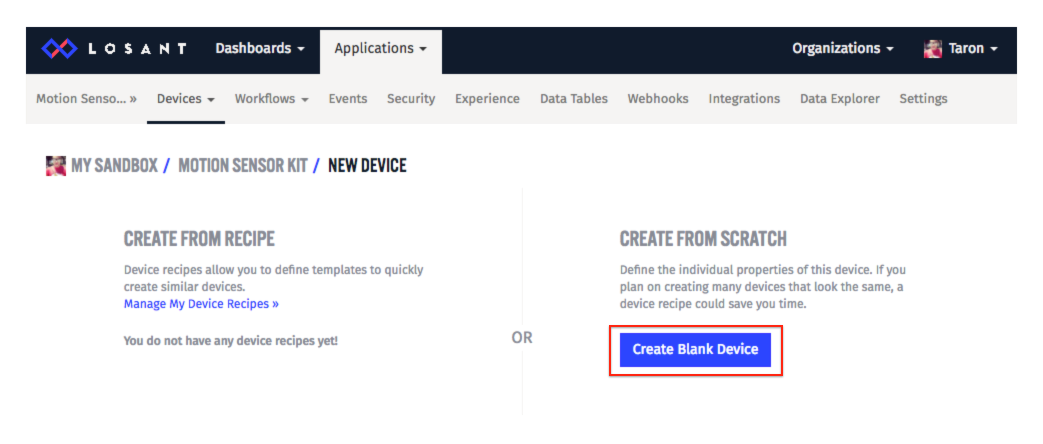 LOSANT Dashboards Applications Organizations Taron
Motion Senso... » Devices Workflows Events Security Experience Data Tables Webhooks Integrations Data Explorer Settings
MY SANDBOX / MOTION SENSOR KIT / NEW DEVICE
CREATE FROM RECIPE
Device recipes allow you to define templates to quickly
create similar devices.
Manage My Device Recipes »
You do not have any device recipes yet!
OR
CREATE FROM SCRATCH
Define the individual properties of this device. If you
plan on creating many devices that look the same, a
device recipe could save you time.
Create Blank Device